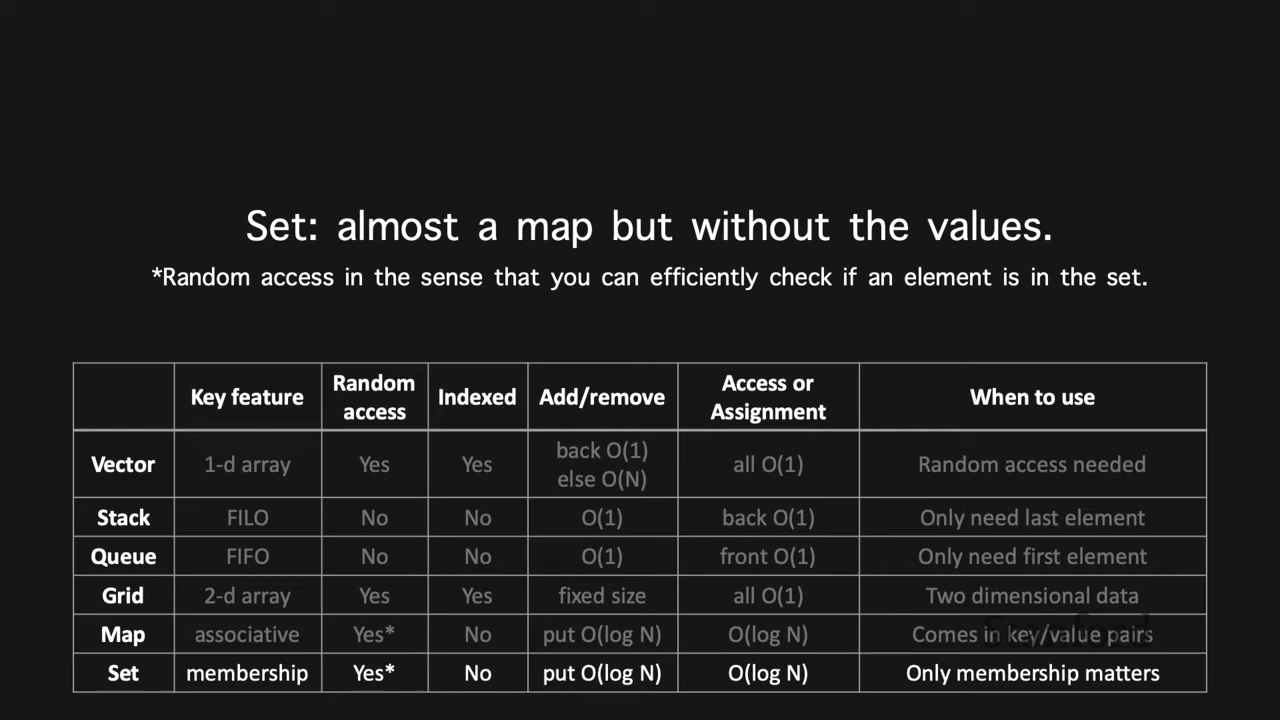 Set: almost a map but without the values.
*Random access in the sense that you can efficiently check if an element is in the set.
Key feature Random access Indexed Add/remove Access or Assignment When to use
Vector 1-d array Yes Yes back O(1) else O(N) all O(1) Random access needed
Stack FILO No No O(1) back O(1) Only need last element
Queue FIFO No No O(1) front O(1) Only need first element
Grid 2-d array Yes Yes fixed size all O(1) Two dimensional data
Map associative Yes* No put O(log N) O(log N) Comes in key/value pairs
Set membership Yes* No put O(log N) O(log N) Only membership matters
Stanford